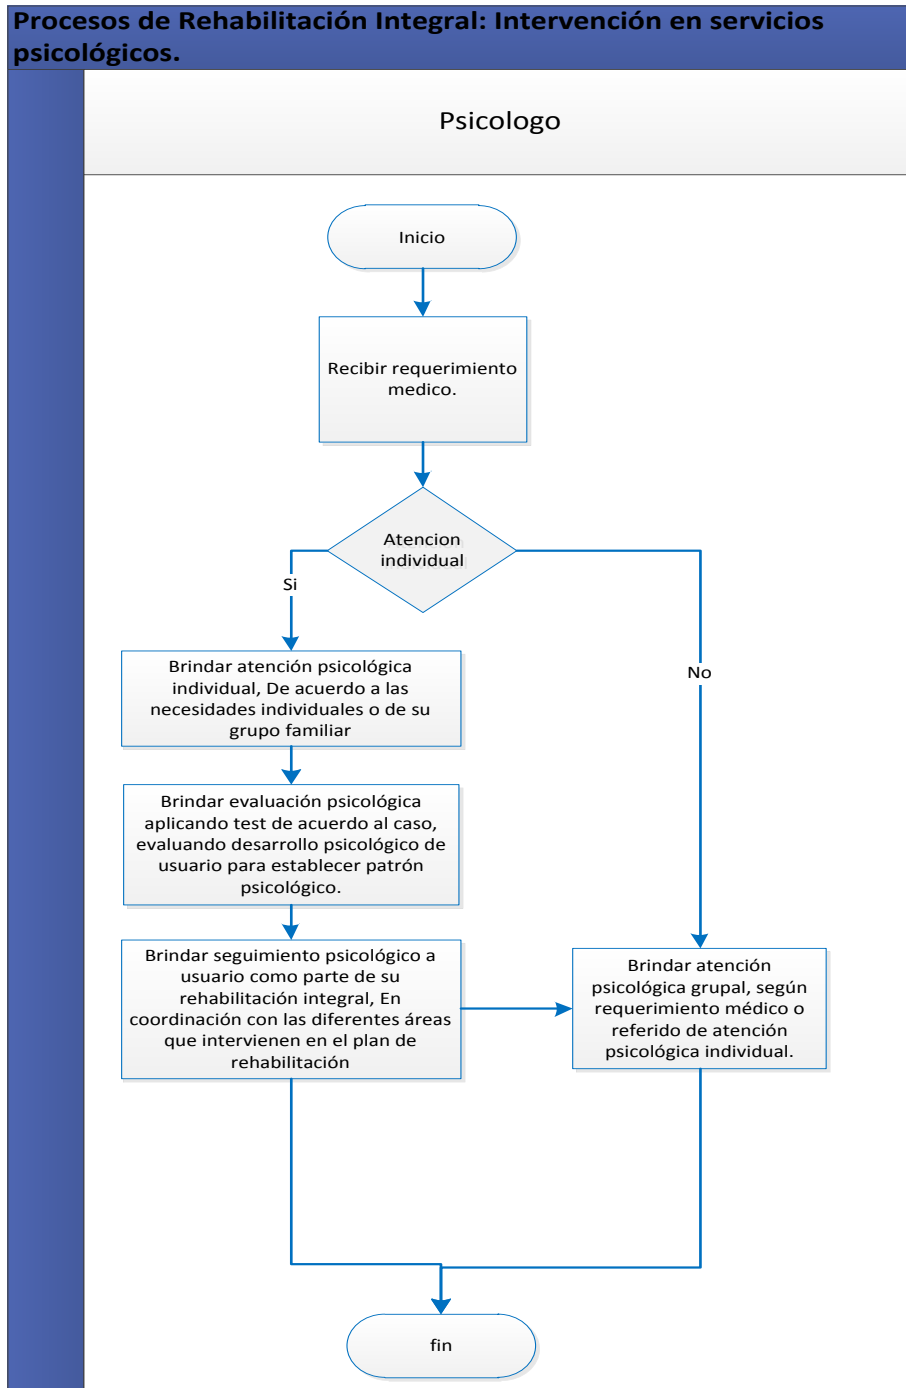 Procesos de Rehabilitación Integral: Intervención en servicios
psicológicos.
Psicologo
Inicio
Recibir requerimiento
medico.
Atencion
individual
Si
No
Brindar atención psicológica
individual, De acuerdo a las
necesidades individuales o de su
grupo familiar
Brindar evaluación psicológica
aplicando test de acuerdo al caso,
evaluando desarrollo psicológico de
usuario para establecer patrón
psicológico.
Brindar seguimiento psicológico a
usuario como parte de su
rehabilitación integral, En
coordinación con las diferentes áreas
que intervienen en el plan de
rehabilitación
Brindar atención
psicológica grupal, según
requerimiento médico o
referido de atención
psicológica individual.
fin